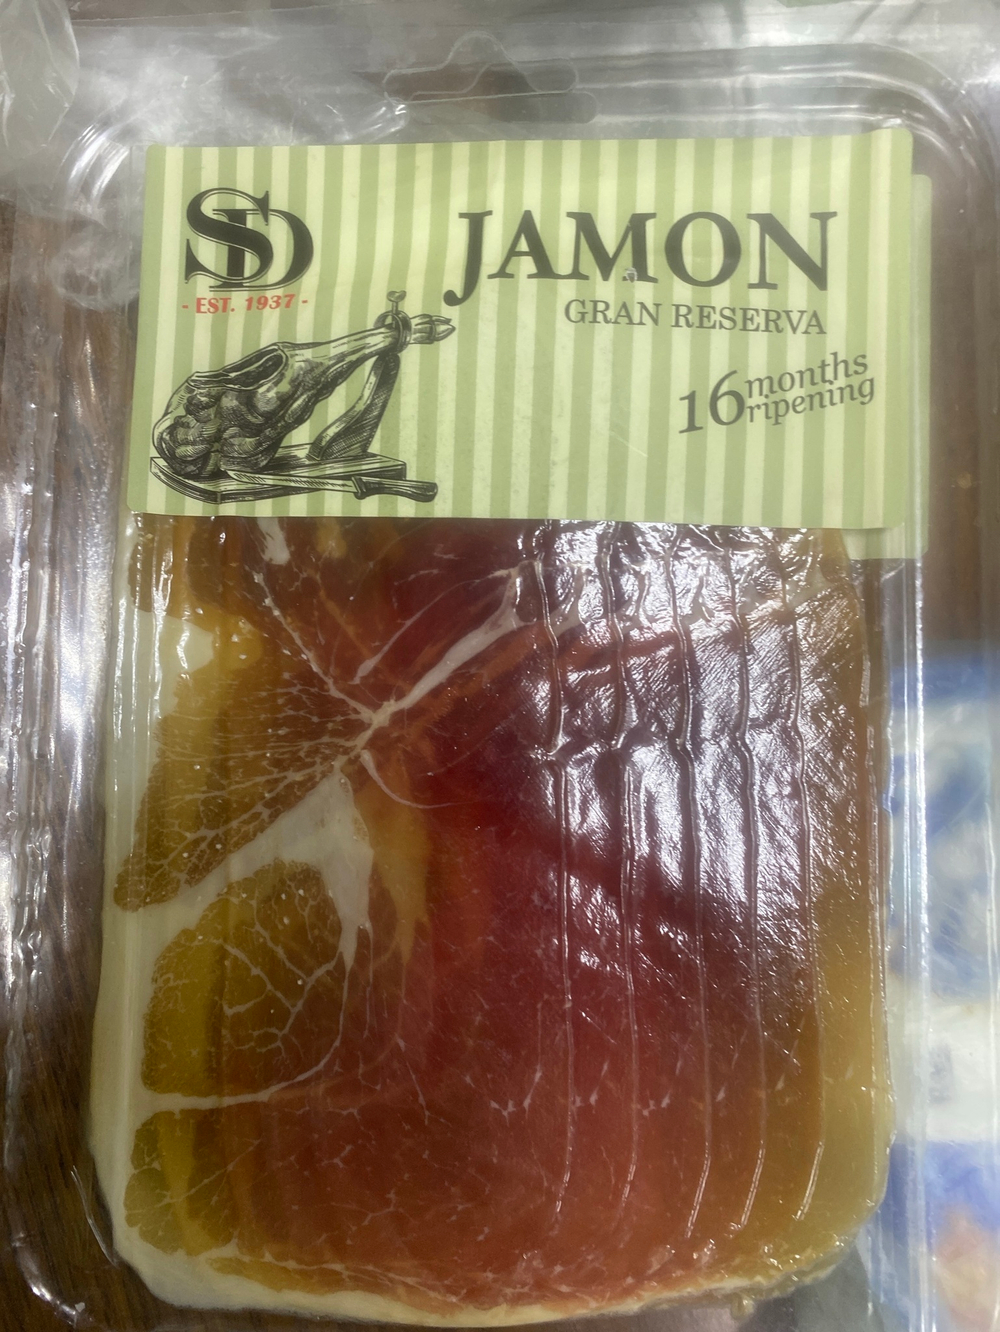 SD
- EST. 1937 -
JAMON
GRAN RESERVA
16 months
ripening